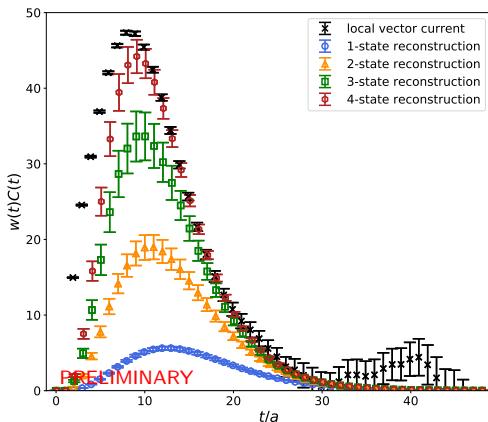 50
40
30
20
10
0
w(t)C(t)
local vector current
1-state reconstruction
2-state reconstruction
3-state reconstruction
4-state reconstruction
PRELIMINARY
0 10 20 30 40
t/a